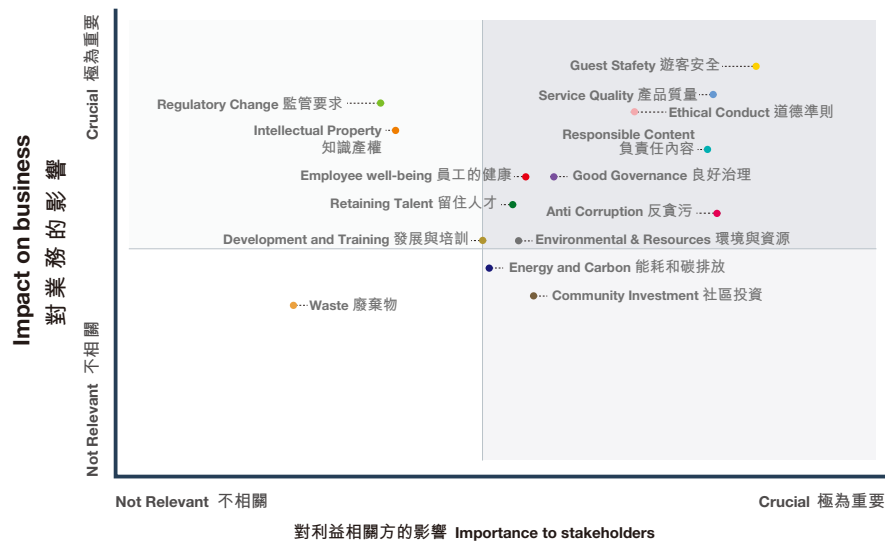 Impact on business
對業務的影響
Crucial 極為重要
Not Relevant 不相關
Guest Stafety 遊客安全
Service Quality 產品質量
Regulatory Change 監管要求
Ethical Conduct 道德準則
Intellectual Property
知識產權
Responsible Content
負責任內容
Employee well-being 員工的健康
Good Governance 良好治理
Retaining Talent 留住人才
Anti Corruption 反貪污
Development and Training 發展與培訓
Environmental & Resources 環境與資源
Energy and Carbon 能耗和碳排放
Community Investment 社區投資
Waste 廢棄物
Not Relevant 不相關
Crucial 極為重要
對利益相關方的影響 Importance to stakeholders